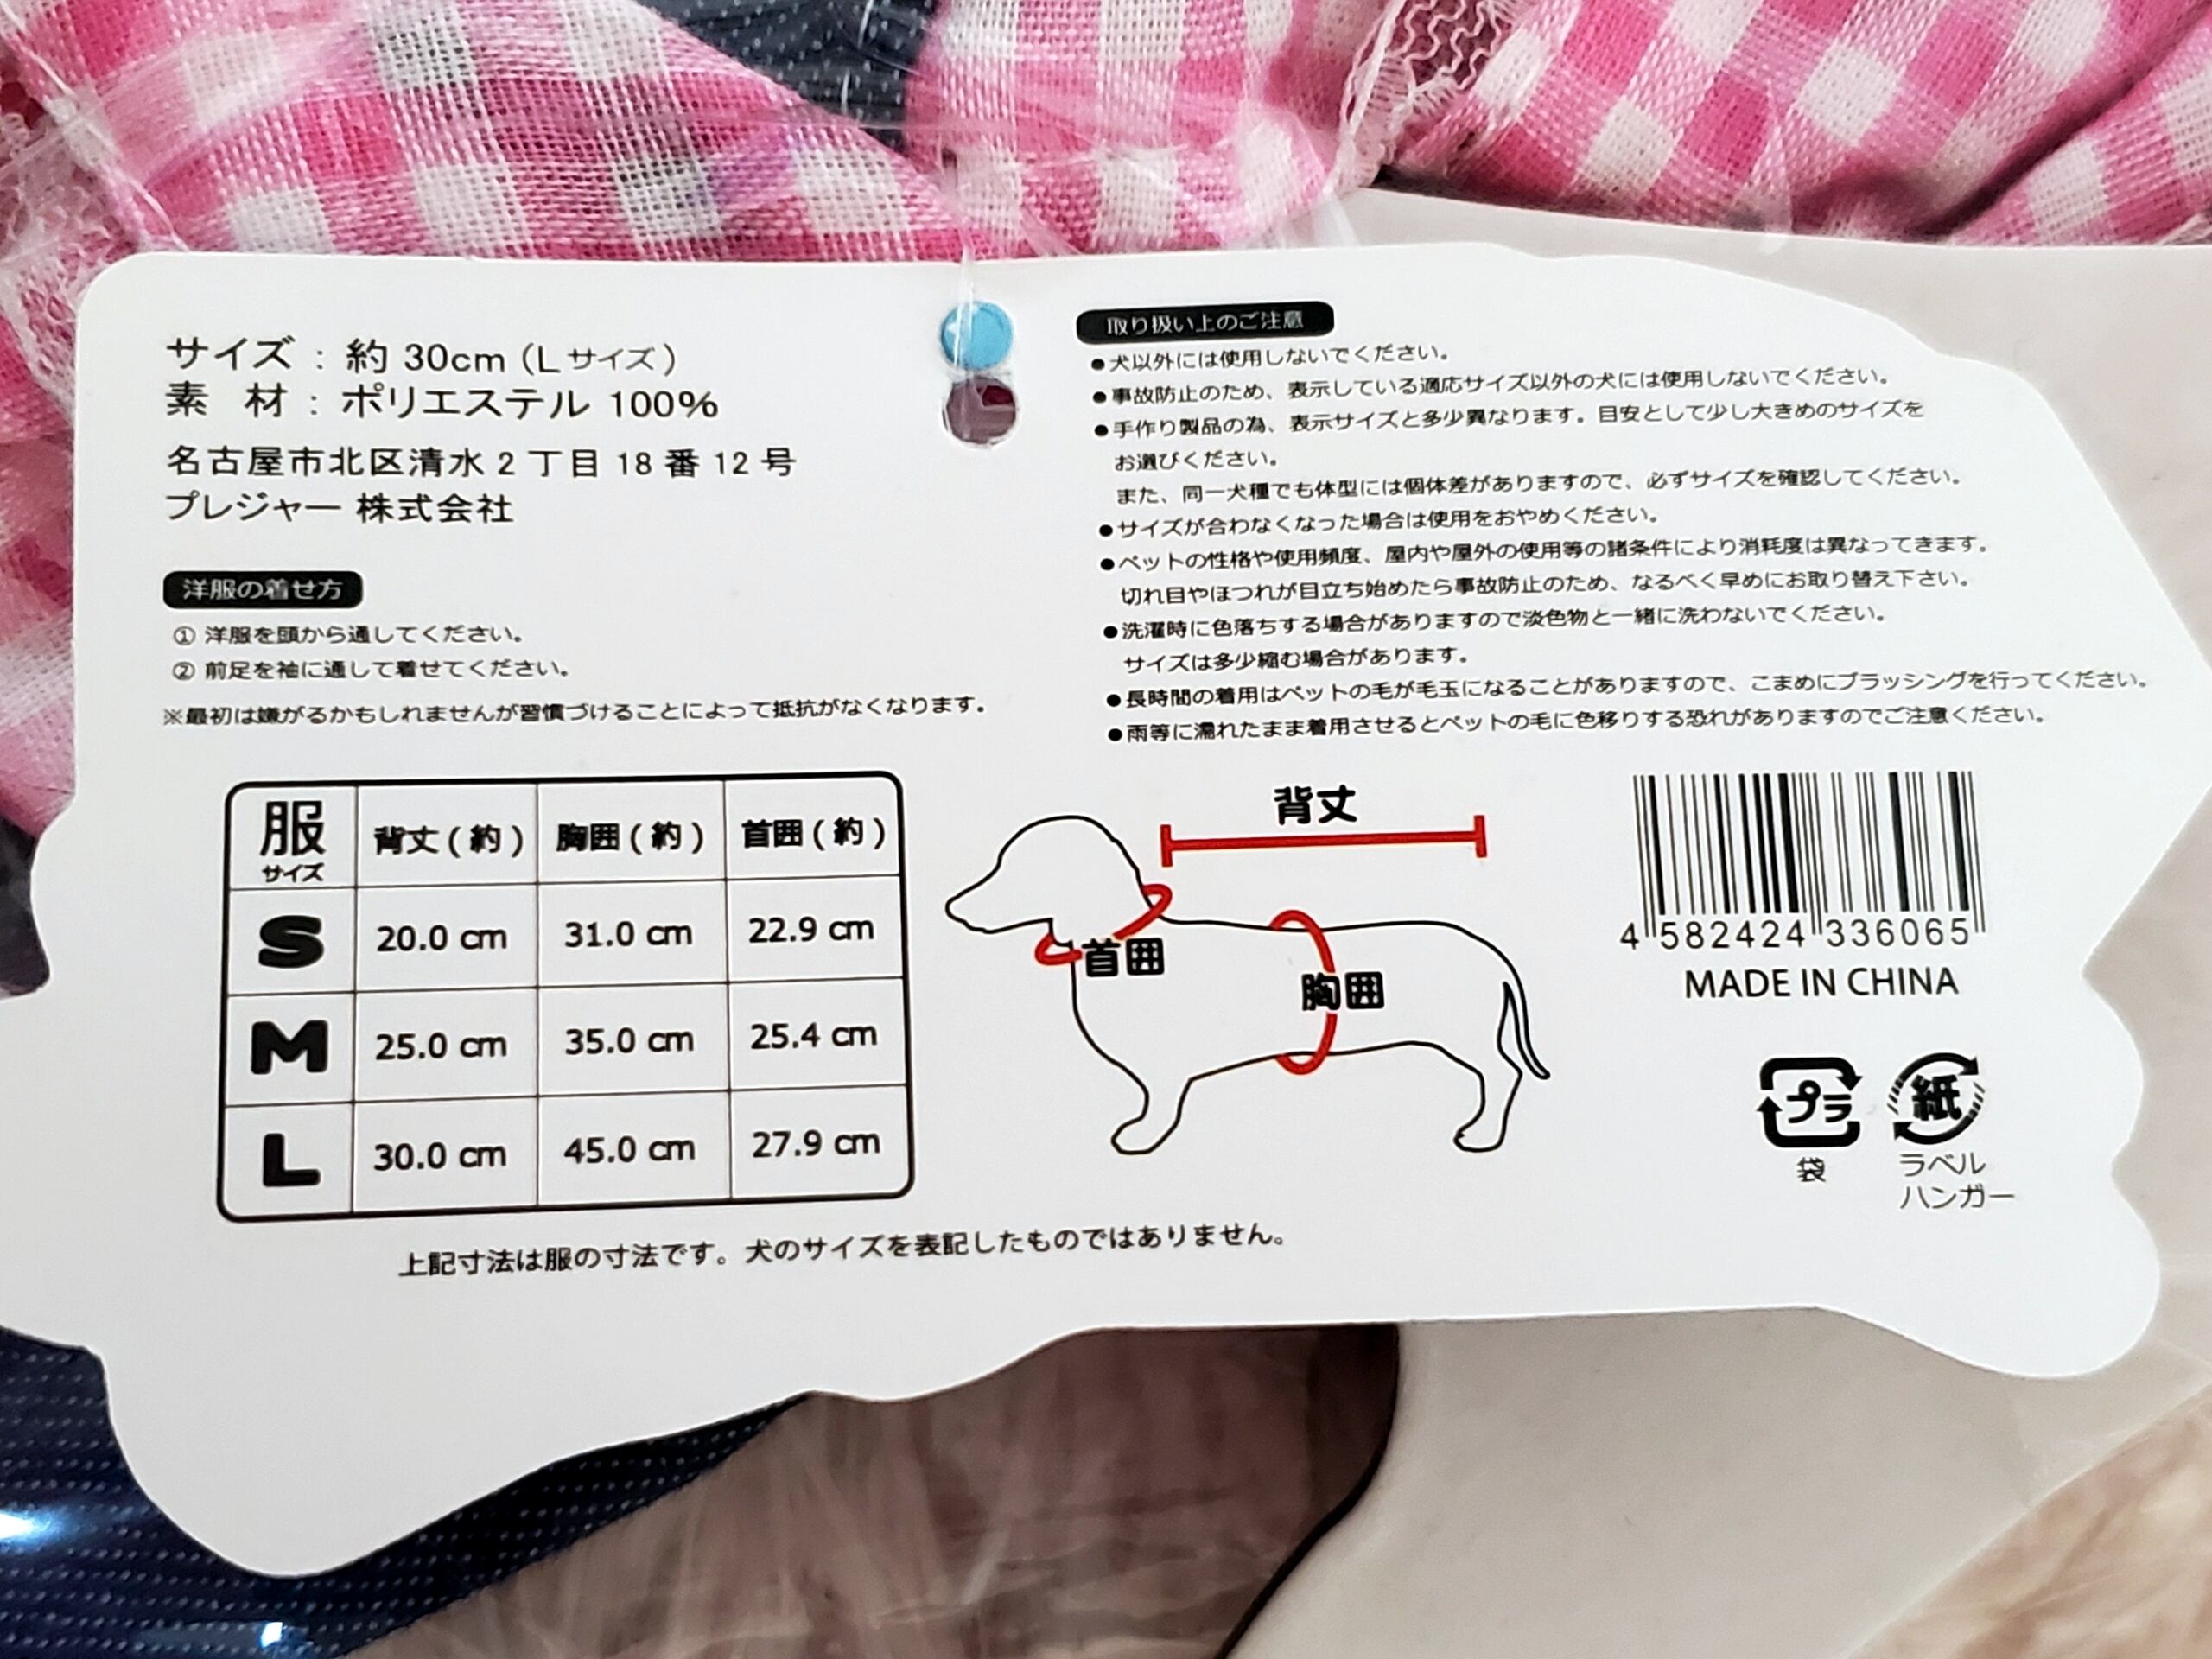 サイズ：約 30cm (L サイズ)
素 材：ポリエステル 100%
名古屋市北区清水 2 丁目 18 番 12 号
プレジャー 株式会社
洋服の着せ方
① 洋服を頭から通してください。
② 前足を袖に通して着せてください。
※最初は嫌がるかもしれませんが習慣づけることによって抵抗がなくなります。
取り扱い上のご注意
●犬以外には使用しないでください。
●事故防止のため、表示している適応サイズ以外の犬には使用しないでください。
●手作り製品の為、表示サイズと多少異なります。目安として少し大きめのサイズを
お選びください。
また、同一犬種でも体型には個体差がありますので、必ずサイズを確認してください。
●サイズが合わなくなった場合は使用をおやめください。
●ペットの性格や使用頻度、屋内や屋外の使用等の諸条件により消耗度は異なってきます。
切れ目やほつれが目立ち始めたら事故防止のため、なるべく早めにお取り替え下さい。
●洗濯時に色落ちする場合がありますので淡色物と一緒に洗わないでください。
サイズは多少縮む場合があります。
●長時間の着用はペットの毛が毛玉になることがありますので、こまめにブラッシングを行ってください。
●雨等に濡れたまま着用させるとペットの毛に色移りする恐れがありますのでご注意ください。
服サイズ 背丈 (約) 胸囲 (約) 首囲 (約)
S 20.0 cm 31.0 cm 22.9 cm
M 25.0 cm 35.0 cm 25.4 cm
L 30.0 cm 45.0 cm 27.9 cm
背丈
首囲
胸囲
4 582424 336065
MADE IN CHINA
プラ
袋
紙
ラベル
ハンガー
上記寸法は服の寸法です。犬のサイズを表記したものではありません。